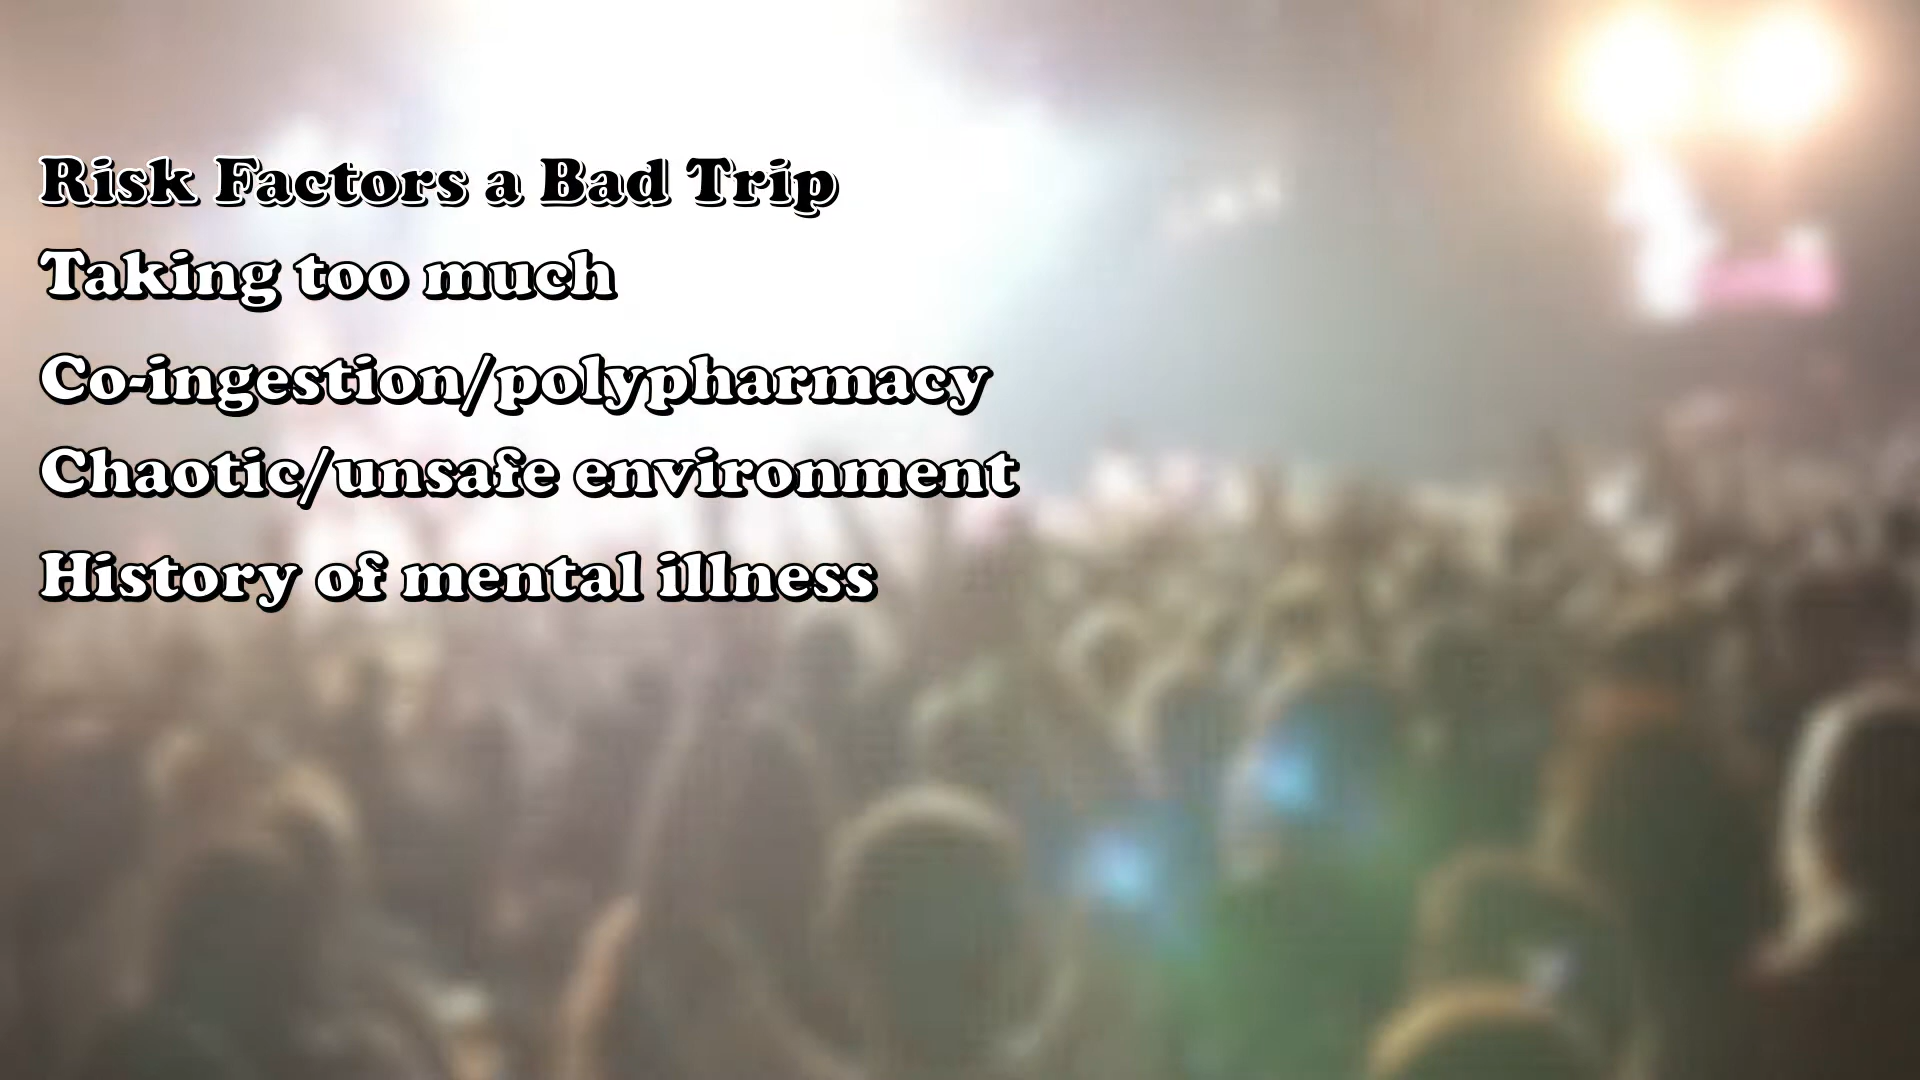 Risk Factors a Bad Trip
Taking too much
Co-ingestion/polypharmacy
Chaotic/unsafe environment
History of mental illness